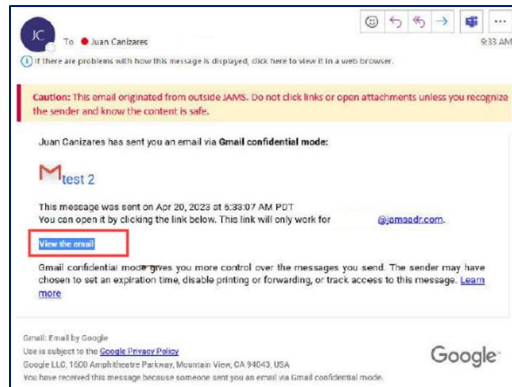 JC
To Juan Canizares
9:33 AM
If there are problems with how this message is displayed, click here to view it in a web browser.
Caution: This email originated from outside JAMS. Do not click links or open attachments unless you recognize
the sender and know the content is safe.
Juan Canizares has sent you an email via Gmail confidential mode:
test 2
This message was sent on Apr 20, 2023 at 6:33:07 AM PDT
You can open it by clicking the link below. This link will only work for @jamsadr.com.
View the email
Gmail confidential mode gives you more control over the messages you send. The sender may have
chosen to set an expiration time, disable printing or forwarding, or track access to this message. Learn
more
Gmail: Email by Google
Use is subject to the Google Privacy Policy
Google LLC, 1600 Amphitheatre Parkway, Mountain View, CA 94043, USA
You have received this message because someone sent you an email via Gmail confidential mode.
Google